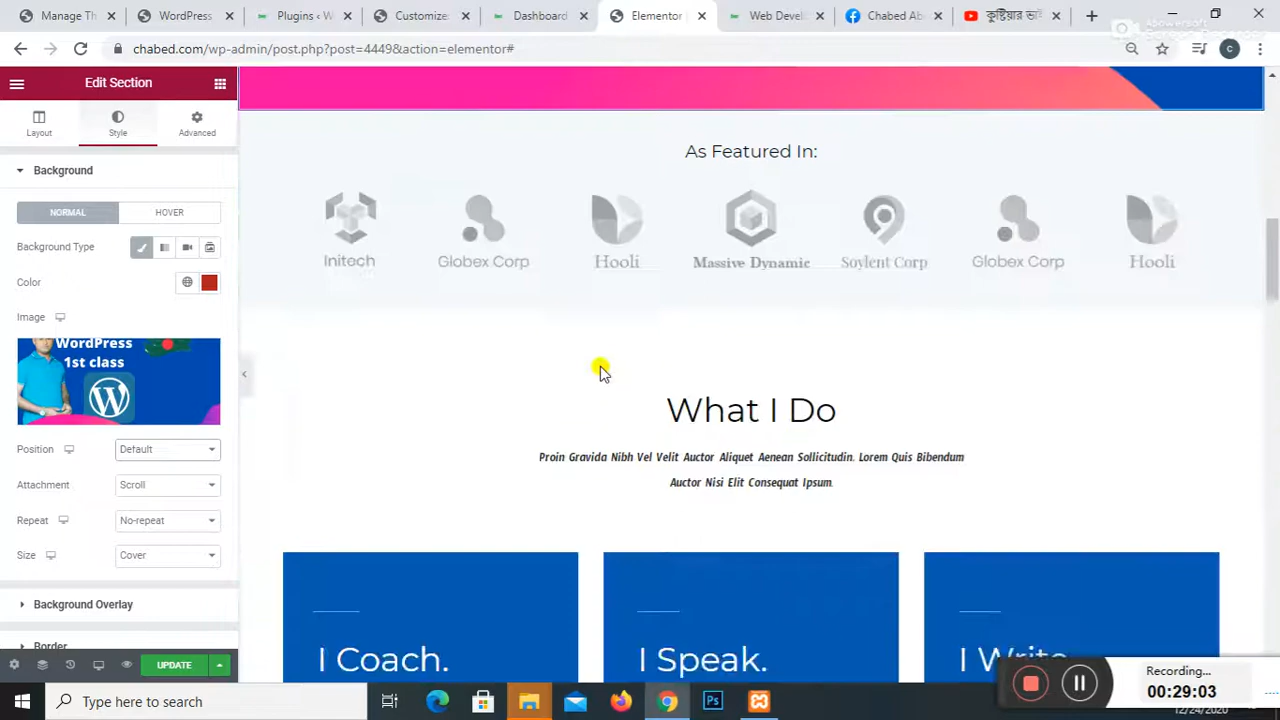 Manage Th
WordPress
Plugins ‹ W
Customize:
Dashboard
Elementor
Web Devel
Chabed Ab
কুষ্টিয়ার ভাই
chabed.com/wp-admin/post.php?post=4449&action=elementor#
C
Edit Section
Layout
Style
Advanced
Background
NORMAL
HOVER
Background Type
Color
Image
WordPress
1st class
Position
Default
Attachment
Scroll
Repeat
No-repeat
Size
Cover
Background Overlay
Border
UPDATE
As Featured In:
Initech
Globex Corp
Hooli
Massive Dynamic
Soylent Corp
Globex Corp
Hooli
What I Do
Proin Gravida Nibh Vel Velit Auctor Aliquet Aenean Sollicitudin. Lorem Quis Bibendum
Auctor Nisi Elit Consequat Ipsum.
I Coach.
I Speak.
I Write.
Recording...
00:29:03
Type here to search
Ps
12/24/2020